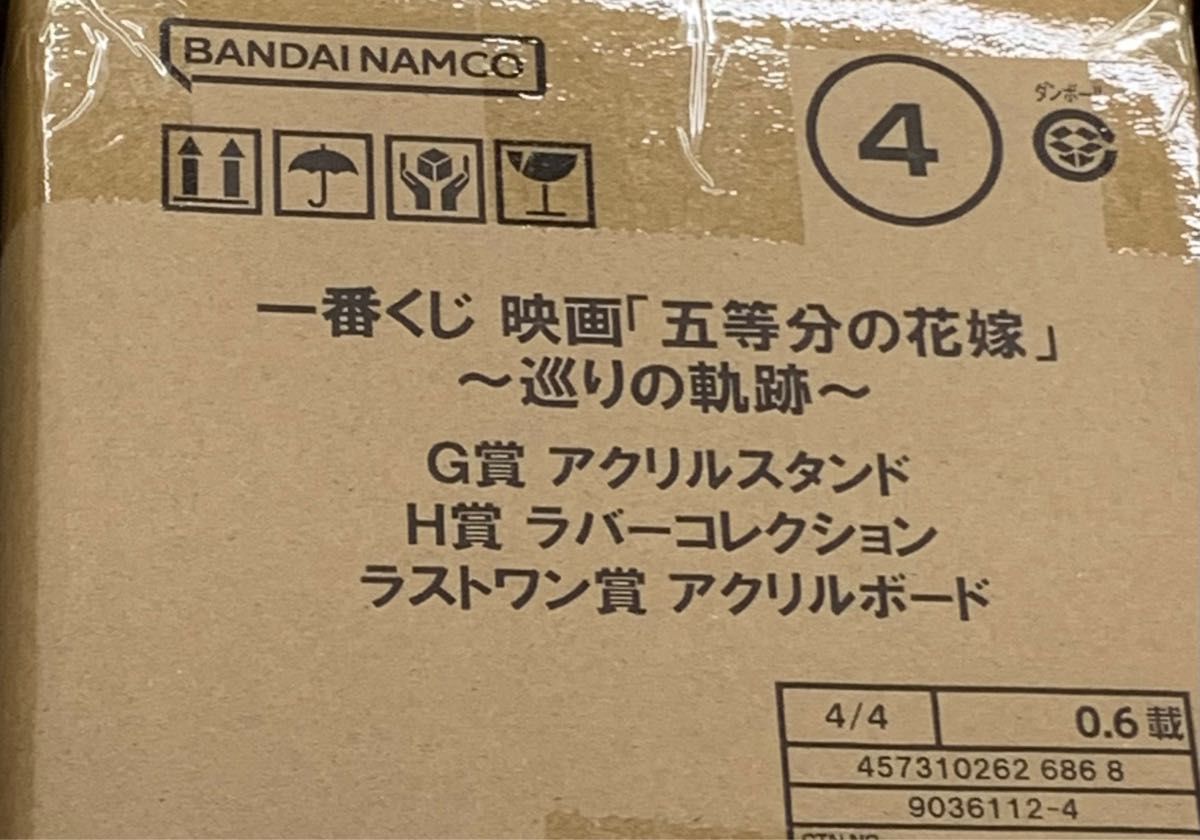 BANDAI NAMCO
4
ダンボール
一番くじ 映画「五等分の花嫁」
～巡りの軌跡～
G賞 アクリルスタンド
H賞 ラバーコレクション
ラストワン賞 アクリルボード
4/4
0.6 載
457310262 686 8
9036112-4